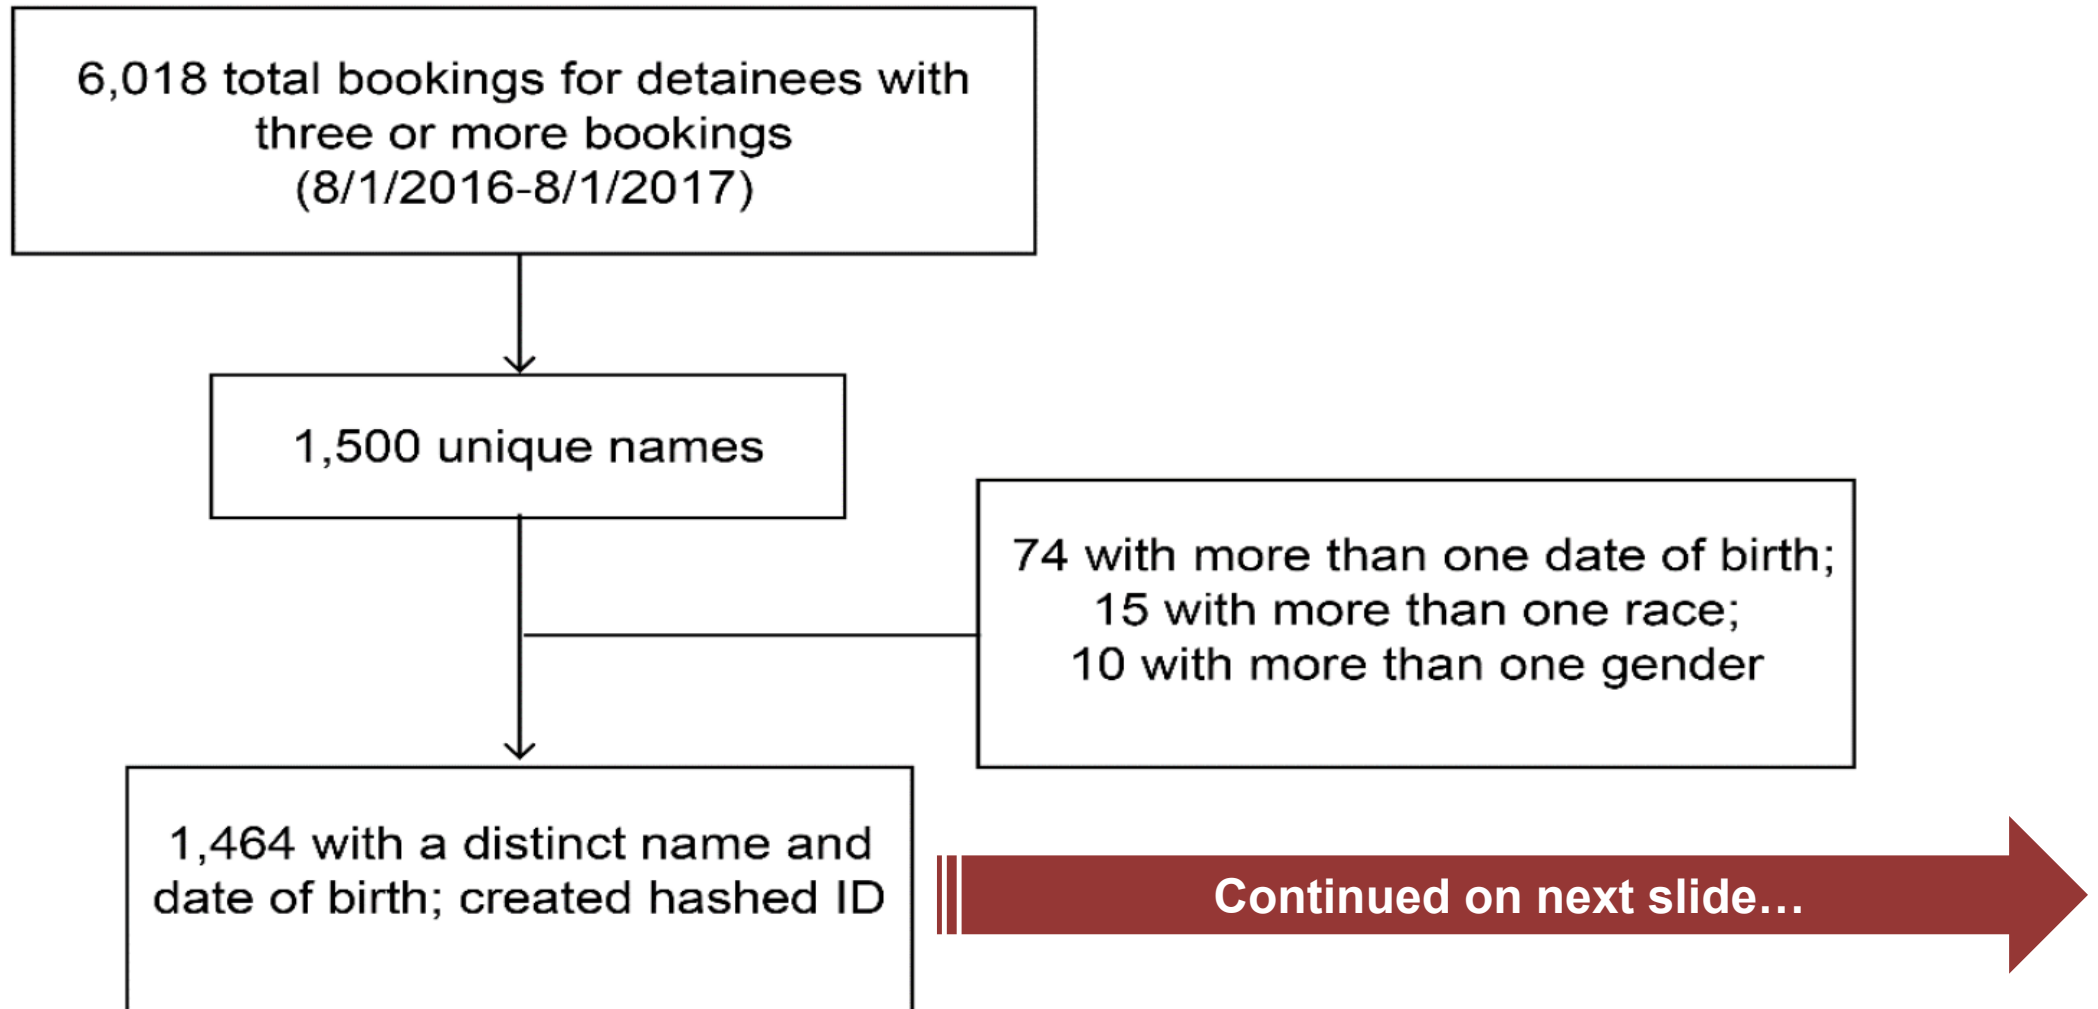 6,018 total bookings for detainees with
three or more bookings
(8/1/2016-8/1/2017)
1,500 unique names
74 with more than one date of birth;
15 with more than one race;
10 with more than one gender
1,464 with a distinct name and
date of birth; created hashed ID
Continued on next slide…